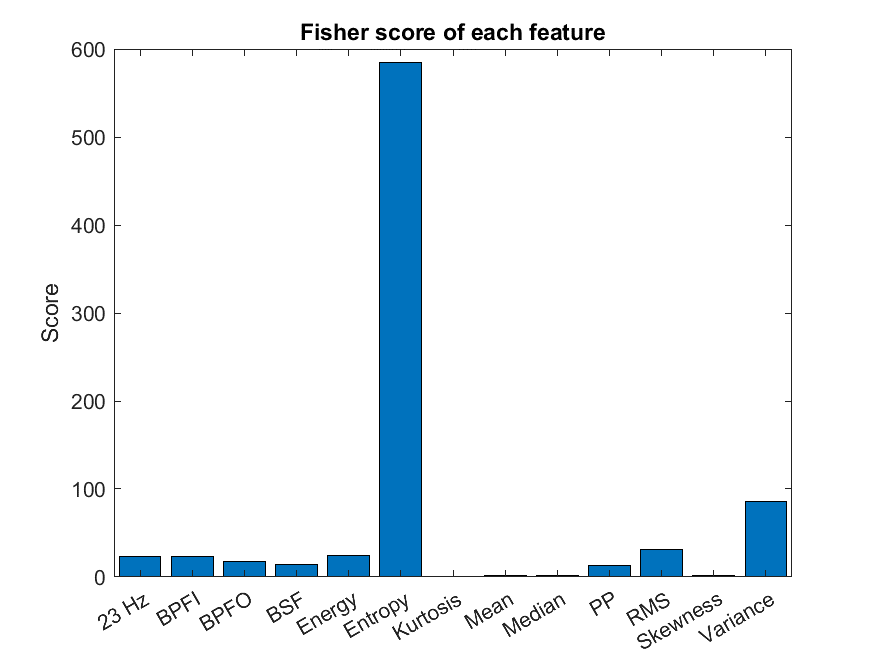 Fisher score of each feature
600
500
400
300
200
100
0
Score
23 Hz
BPFI
BPFO
BSF
Energy
Entropy
Kurtosis
Mean
Median
PP
RMS
Skewness
Variance